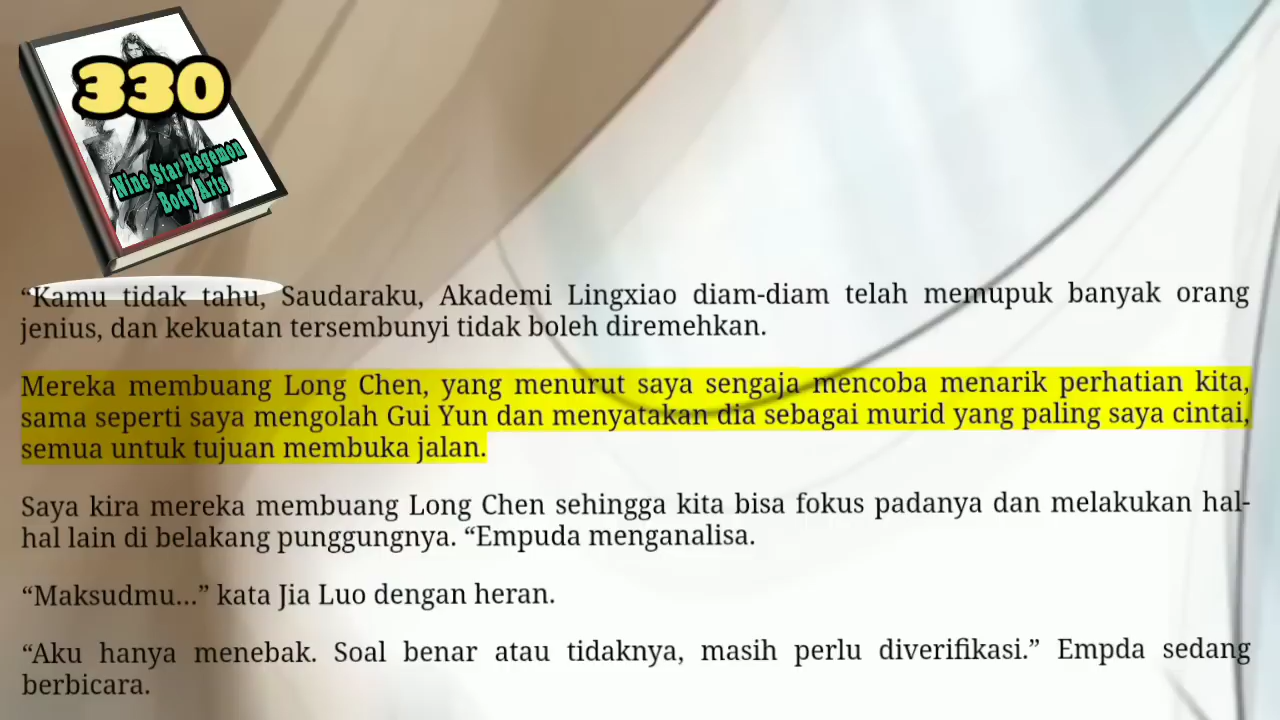 330
Nine Star Hegemon
Body Arts
“Kamu tidak tahu, Saudaraku, Akademi Lingxiao diam-diam telah memupuk banyak orang
jenius, dan kekuatan tersembunyi tidak boleh diremehkan.
Mereka membuang Long Chen, yang menurut saya sengaja mencoba menarik perhatian kita,
sama seperti saya mengolah Gui Yun dan menyatakan dia sebagai murid yang paling saya cintai,
semua untuk tujuan membuka jalan.
Saya kira mereka membuang Long Chen sehingga kita bisa fokus padanya dan melakukan hal-
hal lain di belakang punggungnya. “Empuda menganalisa.
“Maksudmu...” kata Jia Luo dengan heran.
“Aku hanya menebak. Soal benar atau tidaknya, masih perlu diverifikasi.” Empda sedang
berbicara.